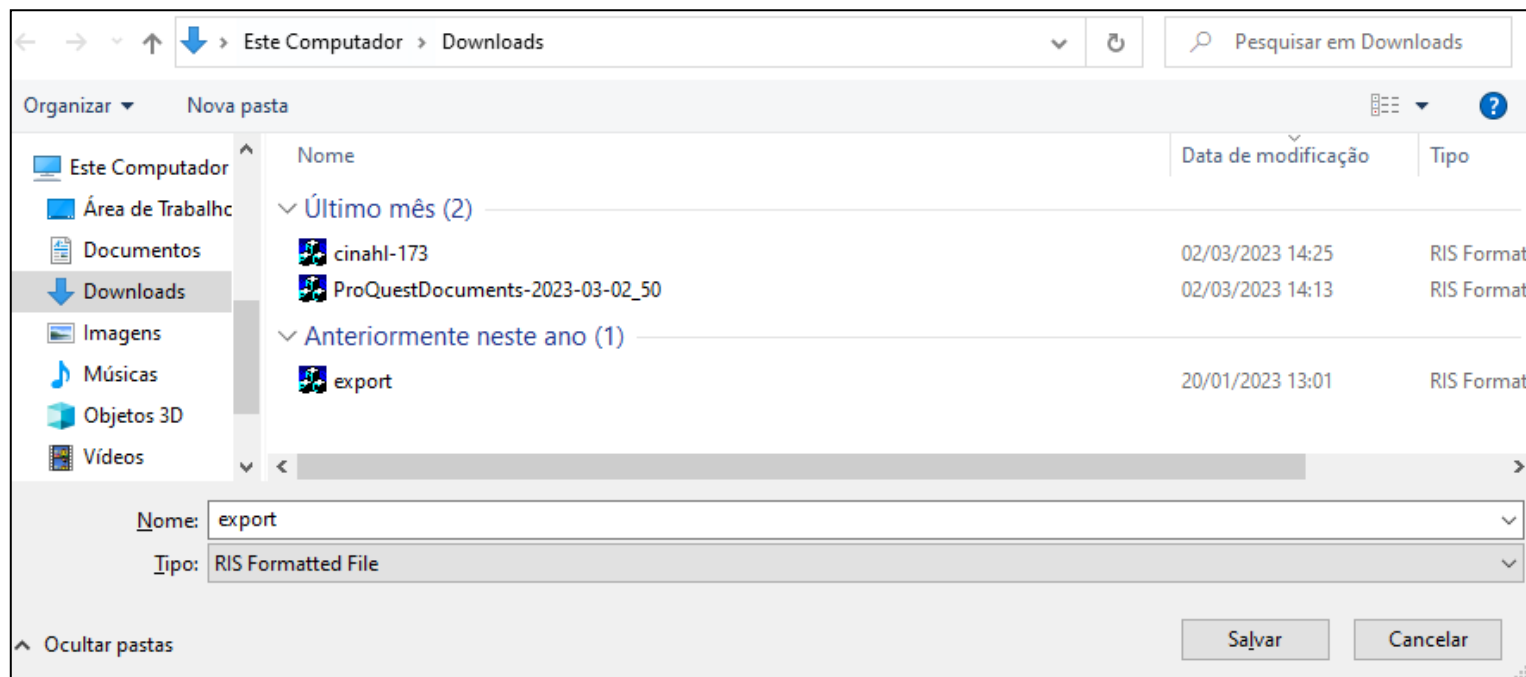 Este Computador > Downloads
Pesquisar em Downloads
Organizar Nova pasta
Nome Data de modificação Tipo
Este Computador
Área de Trabalho
Documentos
Downloads
Imagens
Músicas
Objetos 3D
Vídeos
Último mês (2)
cinahl-173 02/03/2023 14:25 RIS Format
ProQuestDocuments-2023-03-02_50 02/03/2023 14:13 RIS Format
Anteriormente neste ano (1)
export 20/01/2023 13:01 RIS Format
Nome: export
Tipo: RIS Formatted File
Ocultar pastas
Salvar Cancelar